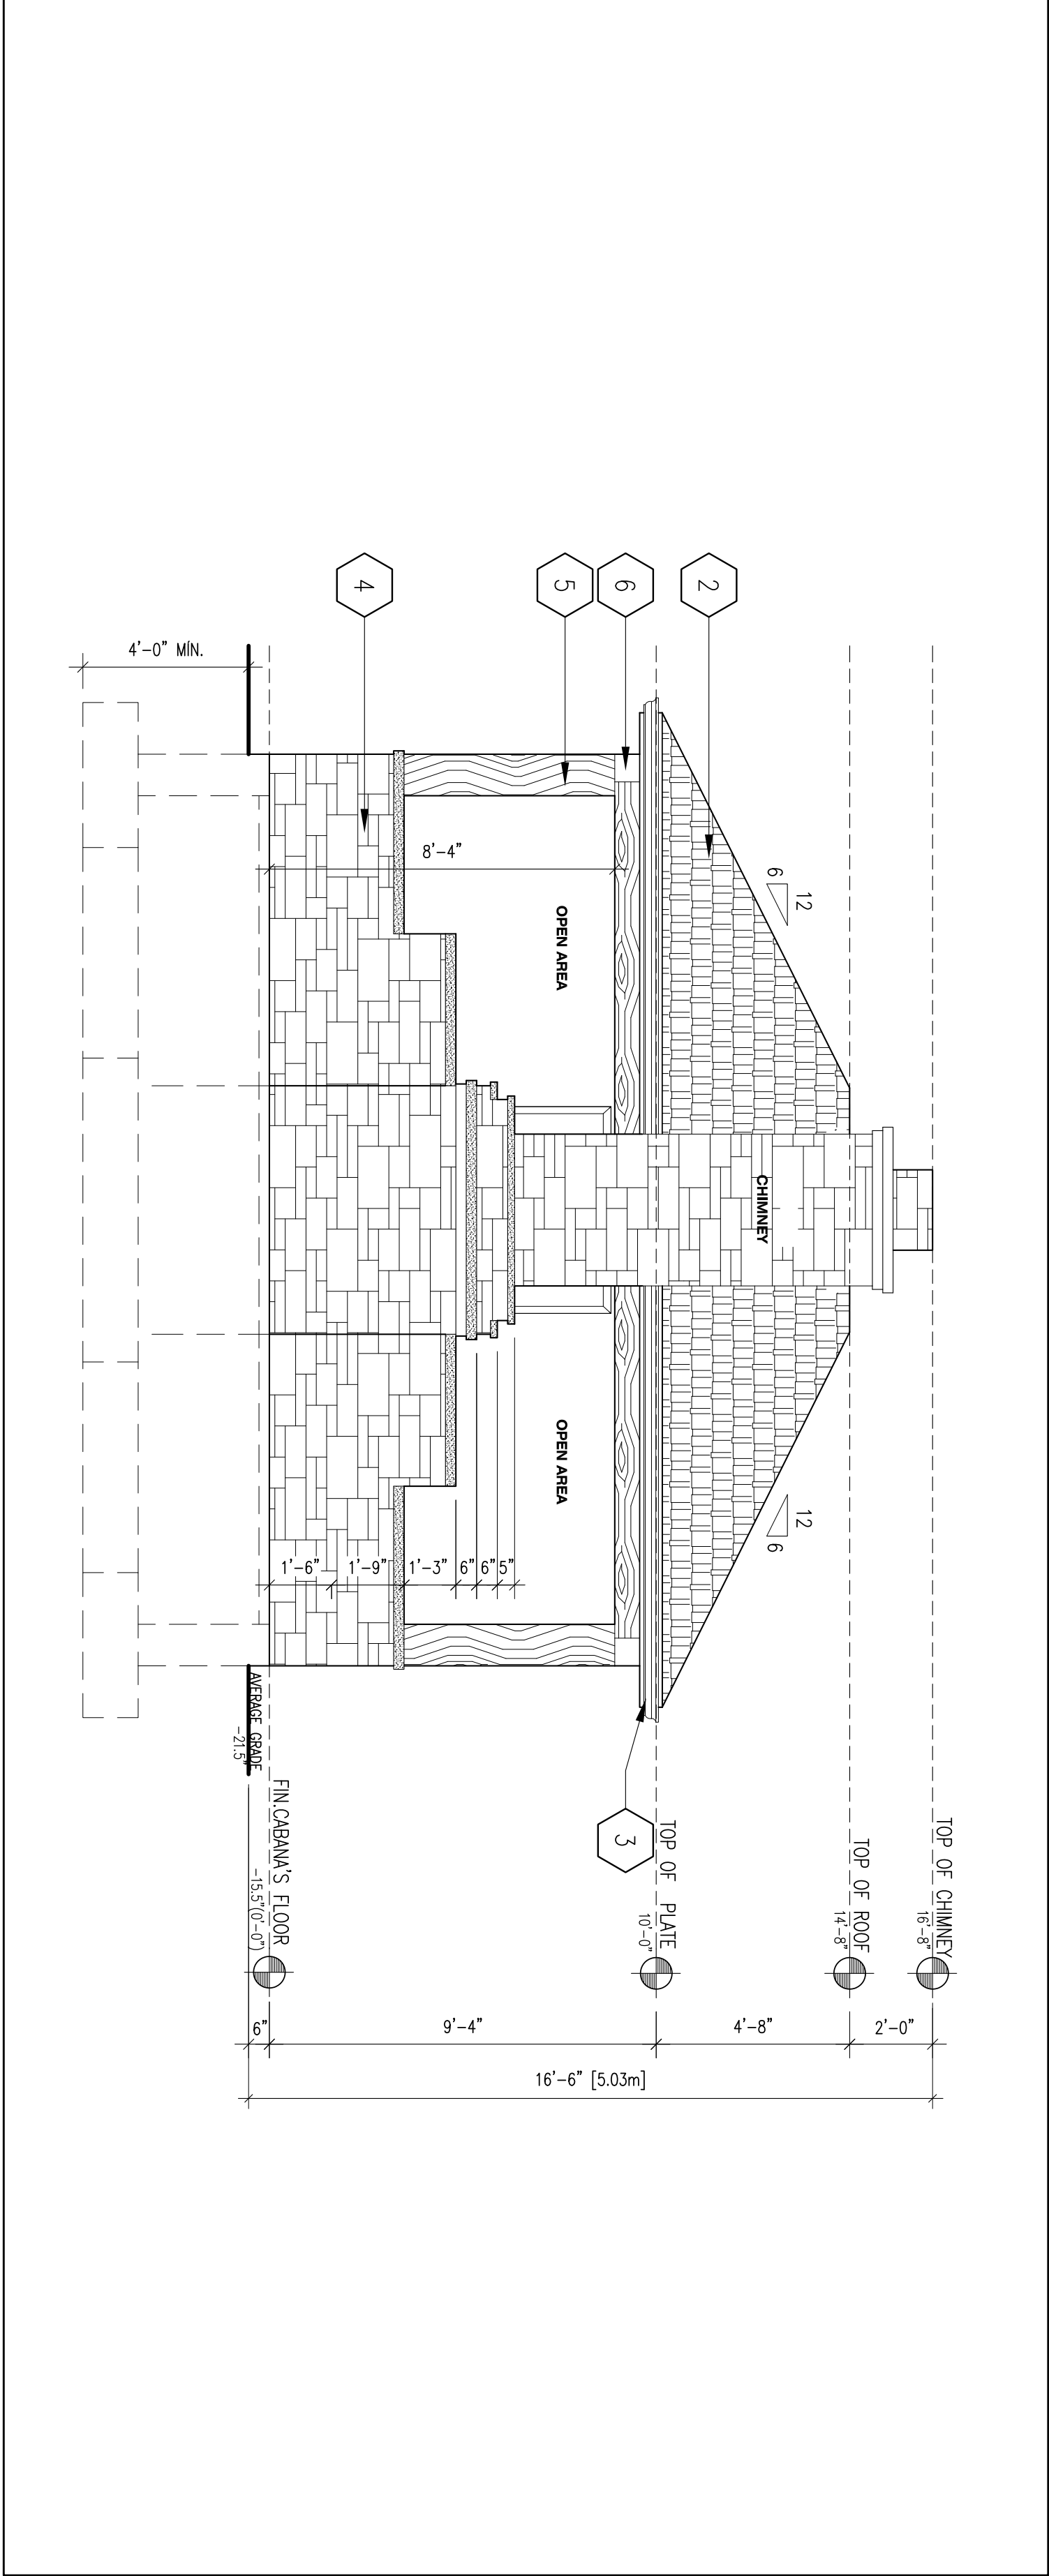 TOP OF CHIMNEY
16'-8"
TOP OF ROOF
14'-8"
TOP OF PLATE
10'-0"
FIN.CABANA'S FLOOR
-15.5"(0'-0")
AVERAGE GRADE
-21.5"
2'-0"
4'-8"
9'-4"
6"
16'-6" [5.03m]
12
6
12
6
CHIMNEY
OPEN AREA
OPEN AREA
2
6
5
4
3
8'-4"
5"
6"
6"
1'-3"
1'-9"
1'-6"
4'-0" MÍN.